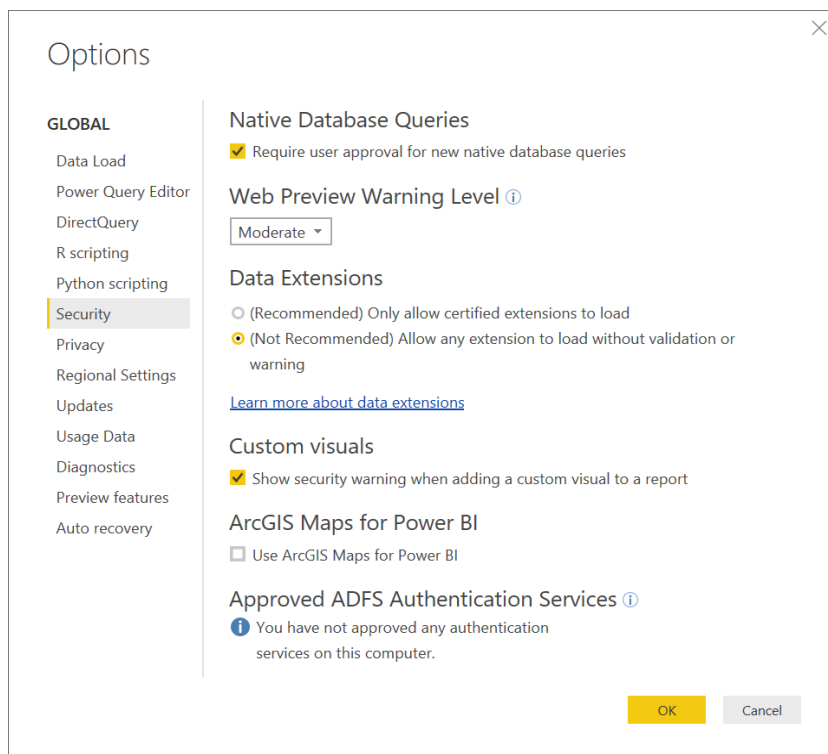 Options
GLOBAL
Data Load
Power Query Editor
DirectQuery
R scripting
Python scripting
Security
Privacy
Regional Settings
Updates
Usage Data
Diagnostics
Preview features
Auto recovery
Native Database Queries
Require user approval for new native database queries
Web Preview Warning Level
Moderate
Data Extensions
(Recommended) Only allow certified extensions to load
(Not Recommended) Allow any extension to load without validation or
warning
Learn more about data extensions
Custom visuals
Show security warning when adding a custom visual to a report
ArcGIS Maps for Power BI
Use ArcGIS Maps for Power BI
Approved ADFS Authentication Services
You have not approved any authentication
services on this computer.
OK
Cancel